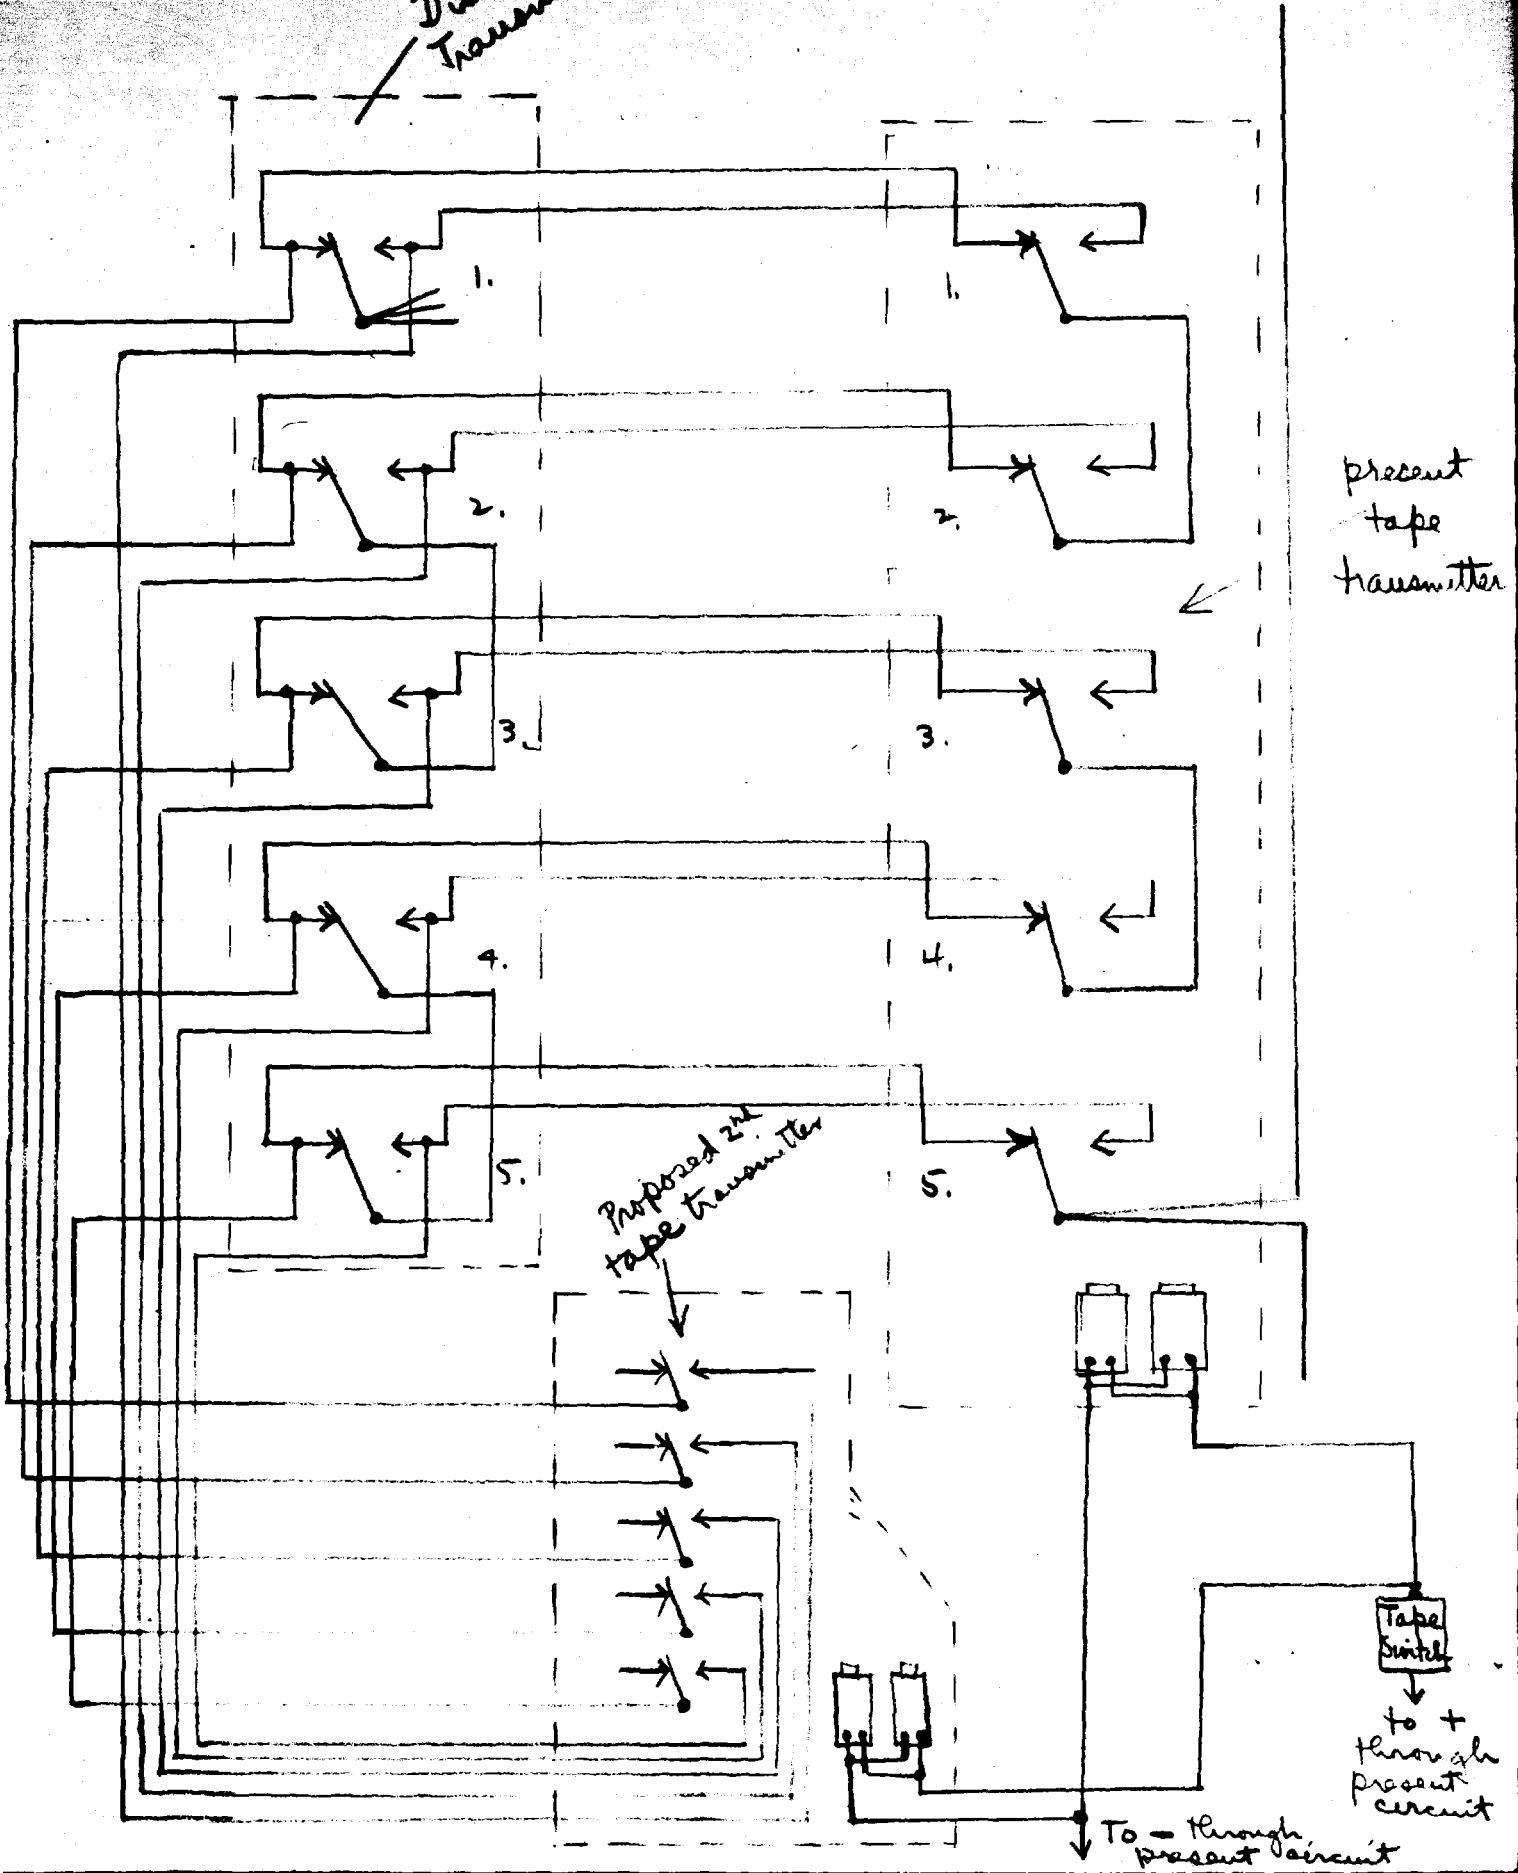 1.
1.
present
tape
transmitter
2.
2.
3.
3.
4.
4.
5.
5.
Proposed 2nd
tape transmitter
Tape
Switch
to +
through
present
circuit
To - through
present circuit